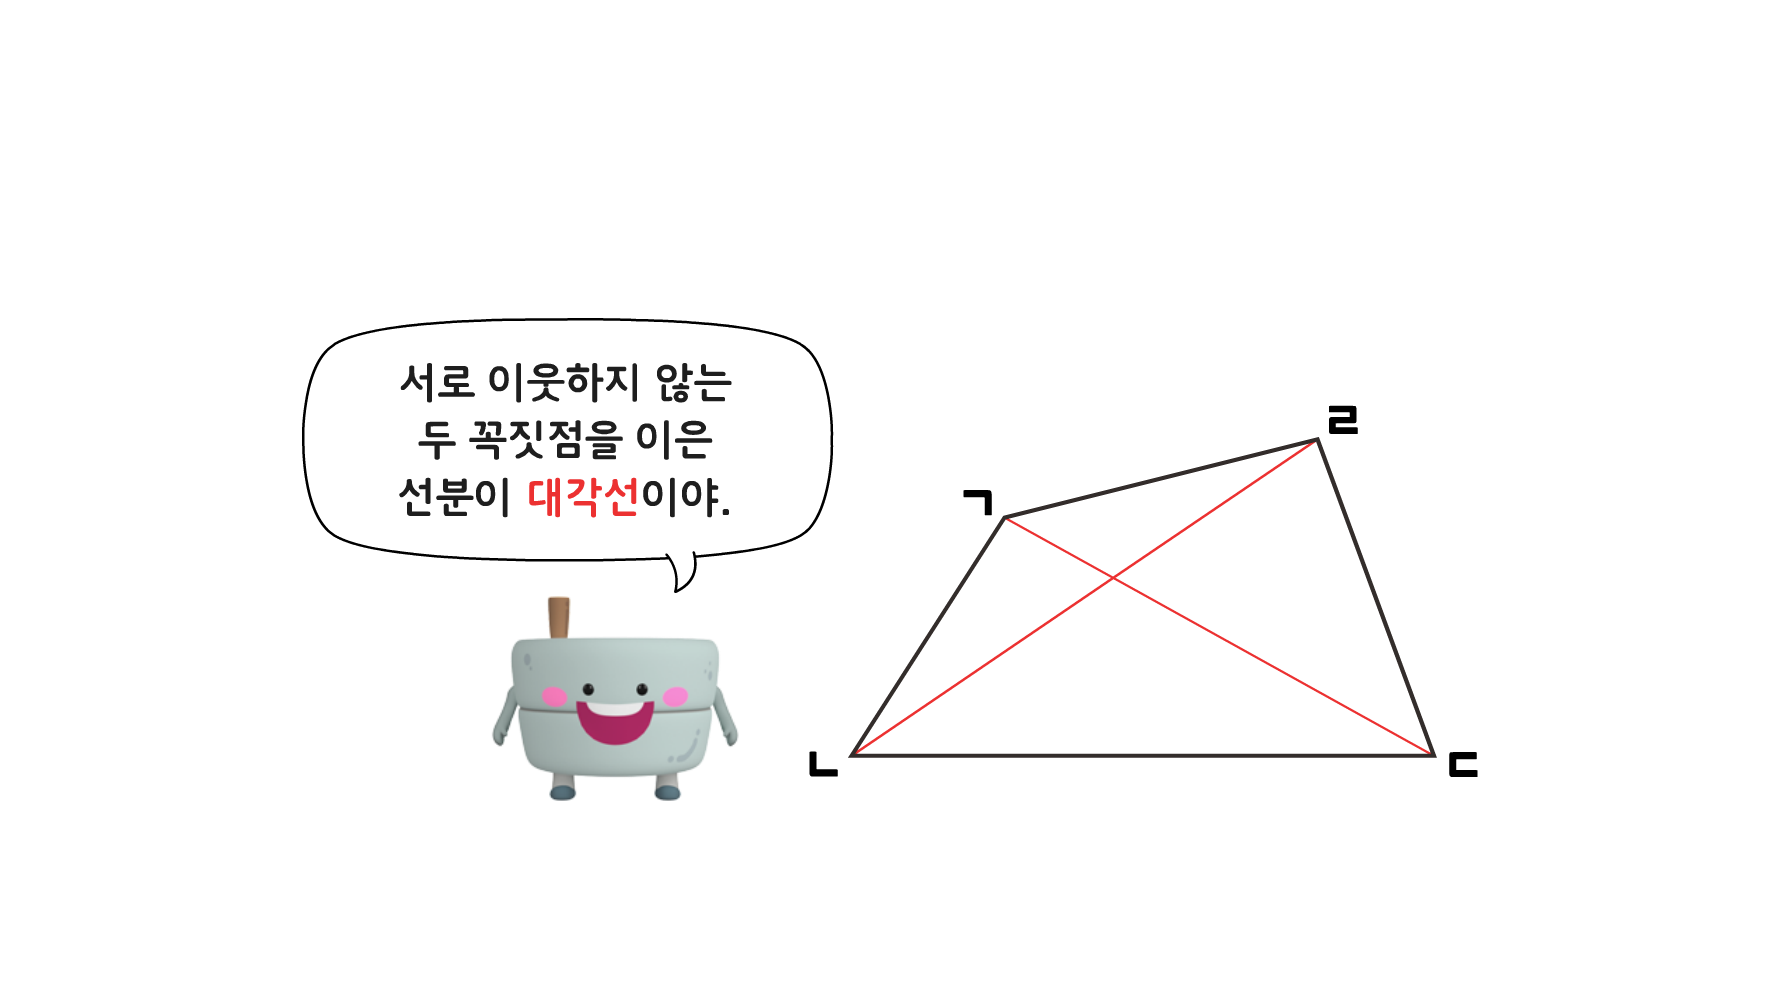 서로 이웃하지 않는
두 꼭짓점을 이은
선분이 대각선이야.
ㄹ
ㄱ
ㄴ
ㄷ